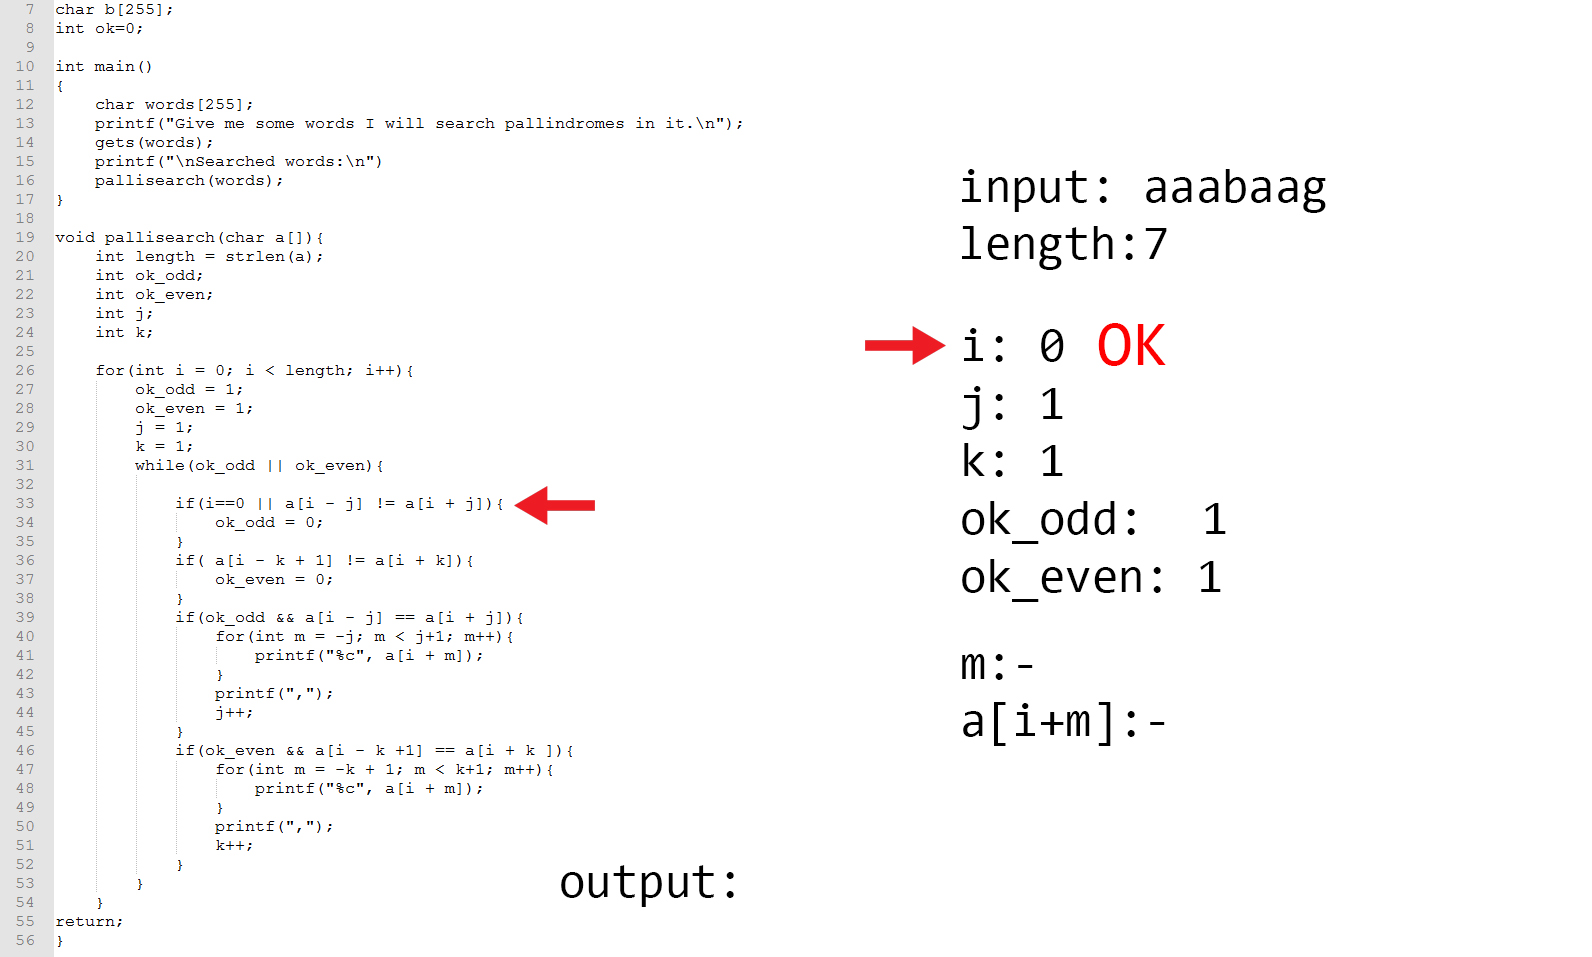 7 char b[255];
8 int ok=0;
9
10 int main()
11 {
12     char words[255];
13     printf("Give me some words I will search pallindromes in it.\n");
14     gets(words);
15     printf("\nSearched words:\n")
16     pallisearch(words);
17 }
18
19 void pallisearch(char a[]){
20     int length = strlen(a);
21     int ok_odd;
22     int ok_even;
23     int j;
24     int k;
25
26     for(int i = 0; i < length; i++){
27         ok_odd = 1;
28         ok_even = 1;
29         j = 1;
30         k = 1;
31         while(ok_odd || ok_even){
32
33             if(i==0 || a[i - j] != a[i + j]){
34                 ok_odd = 0;
35             }
36             if( a[i - k + 1] != a[i + k]){
37                 ok_even = 0;
38             }
39             if(ok_odd && a[i - j] == a[i + j]){
40                 for(int m = -j; m < j+1; m++){
41                     printf("%c", a[i + m]);
42                 }
43                 printf(",");
44                 j++;
45             }
46             if(ok_even && a[i - k +1] == a[i + k ]){
47                 for(int m = -k + 1; m < k+1; m++){
48                     printf("%c", a[i + m]);
49                 }
50                 printf(",");
51                 k++;
52             }
53         }
54     }
55 return;
56 }
input: aaabaag
length:7
i: 0 OK
j: 1
k: 1
ok_odd:  1
ok_even: 1
m:-
a[i+m]:-
output: